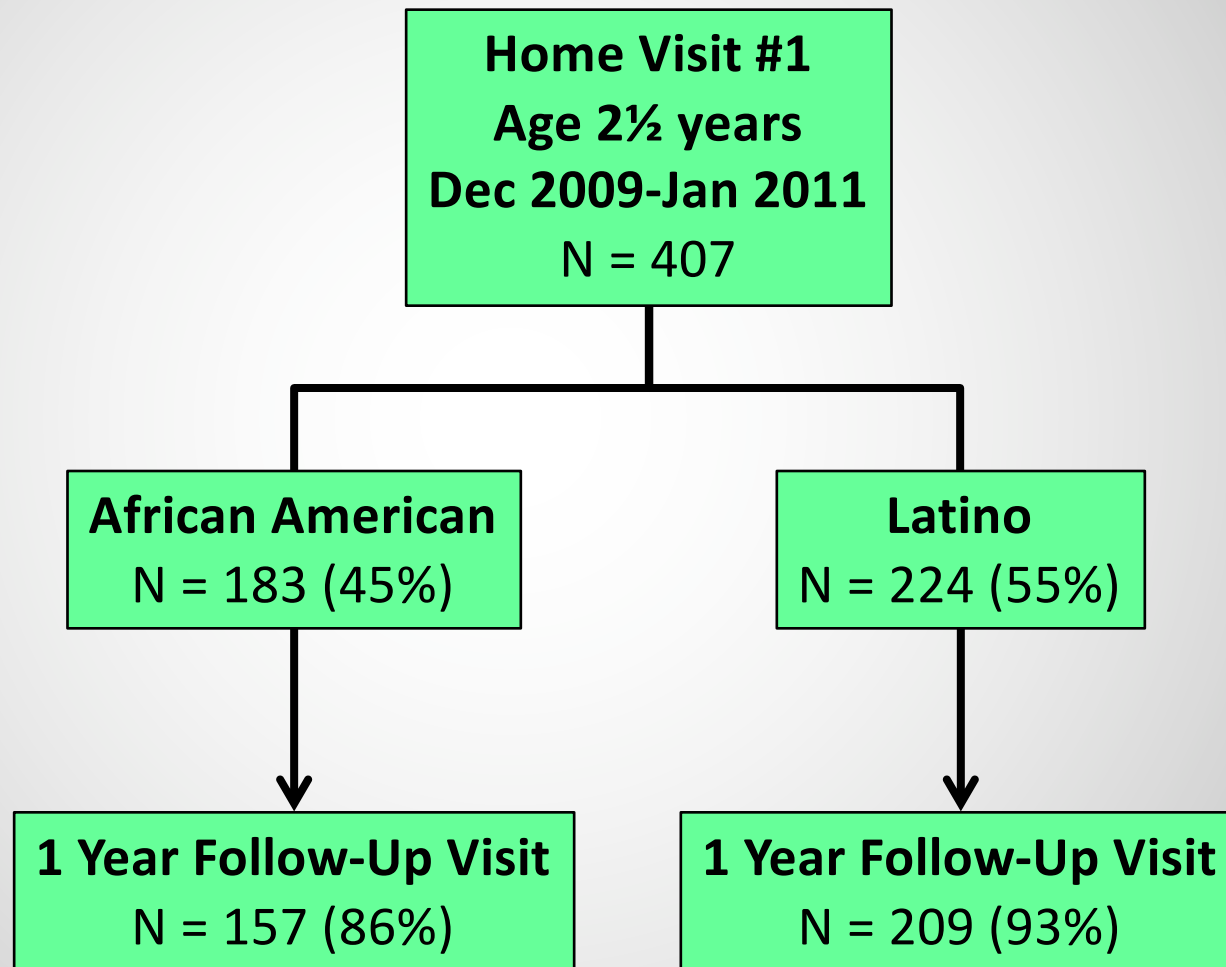 Home Visit #1
Age 2½ years
Dec 2009-Jan 2011
N = 407
African American
N = 183 (45%)
Latino
N = 224 (55%)
1 Year Follow-Up Visit
N = 157 (86%)
1 Year Follow-Up Visit
N = 209 (93%)